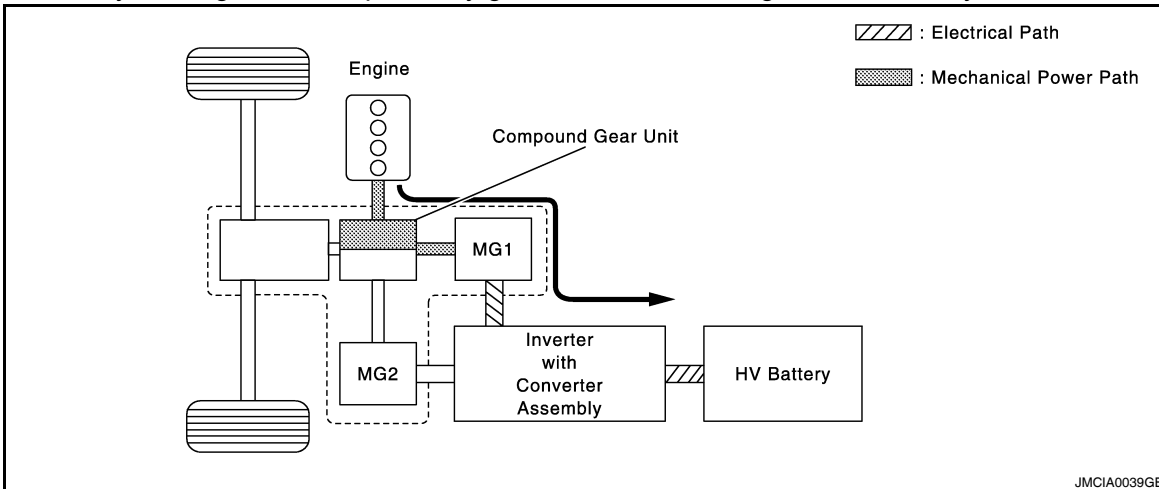 : Electrical Path
Engine
: Mechanical Power Path
Compound Gear Unit
MG1
Inverter
with
Converter
Assembly
MG2
HV Battery
JMCIA0039GB